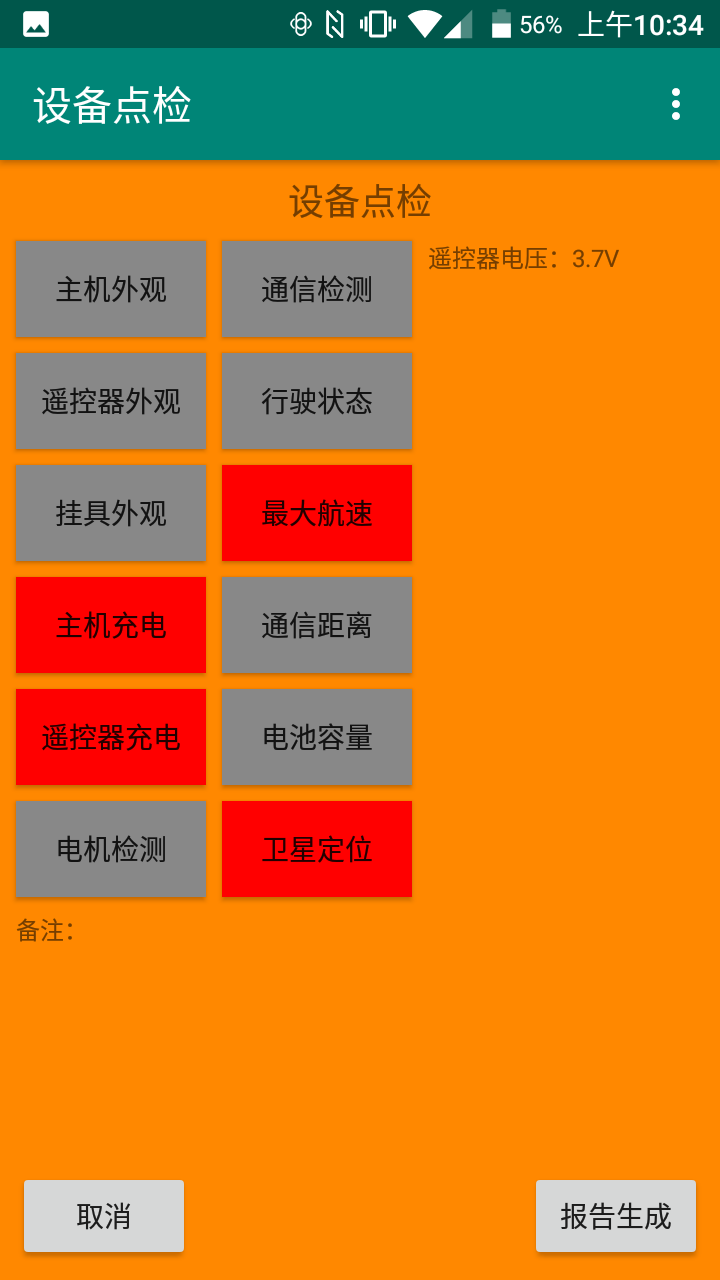 56% 上午10:34
设备点检
设备点检
主机外观 通信检测 遥控器电压：3.7V
遥控器外观 行驶状态
挂具外观 最大航速
主机充电 通信距离
遥控器充电 电池容量
电机检测 卫星定位
备注：
取消 报告生成